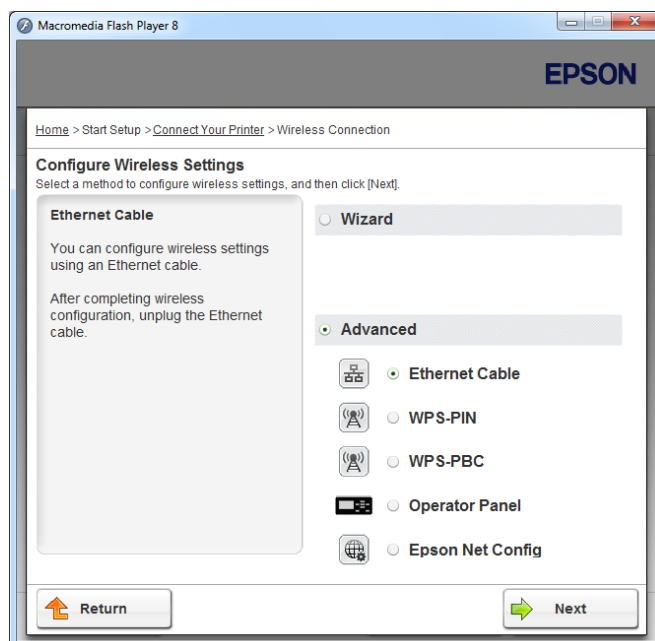 Macromedia Flash Player 8
EPSON
Home > Start Setup > Connect Your Printer > Wireless Connection
Configure Wireless Settings
Select a method to configure wireless settings, and then click [Next].
Ethernet Cable
You can configure wireless settings
using an Ethernet cable.
After completing wireless
configuration, unplug the Ethernet
cable.
Wizard
Advanced
Ethernet Cable
WPS-PIN
WPS-PBC
Operator Panel
Epson Net Config
Return
Next